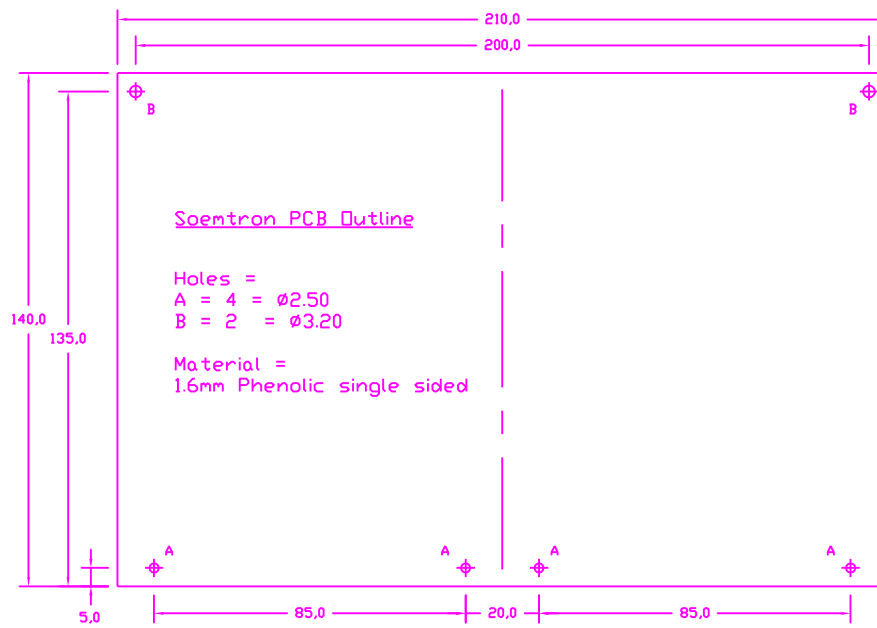 210,0
200,0
B
B
Soemtron PCB Outline
Holes =
A = 4 = Ø2.50
B = 2 = Ø3.20
140,0
135,0
Material =
1.6mm Phenolic single sided
A
A
A
A
5,0
85,0
20,0
85,0